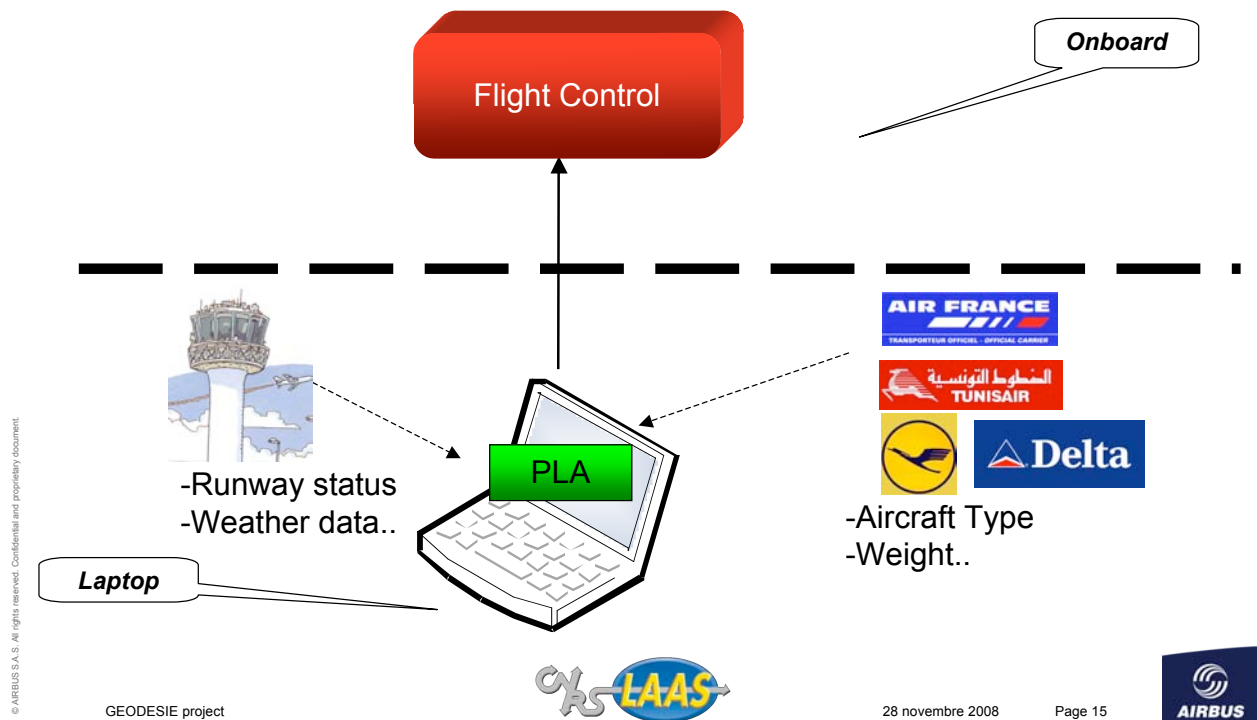 Onboard
Flight Control
AIR FRANCE
TRANSPORTEUR OFFICIEL - OFFICIAL CARRIER
الخطوط التونسية
TUNISAIR
Delta
PLA
-Runway status
-Weather data..
-Aircraft Type
-Weight..
Laptop
© AIRBUS S.A.S. All rights reserved. Confidential and proprietary document.
CNRS
LAAS
GEODESIE project
28 novembre 2008
Page 15
AIRBUS